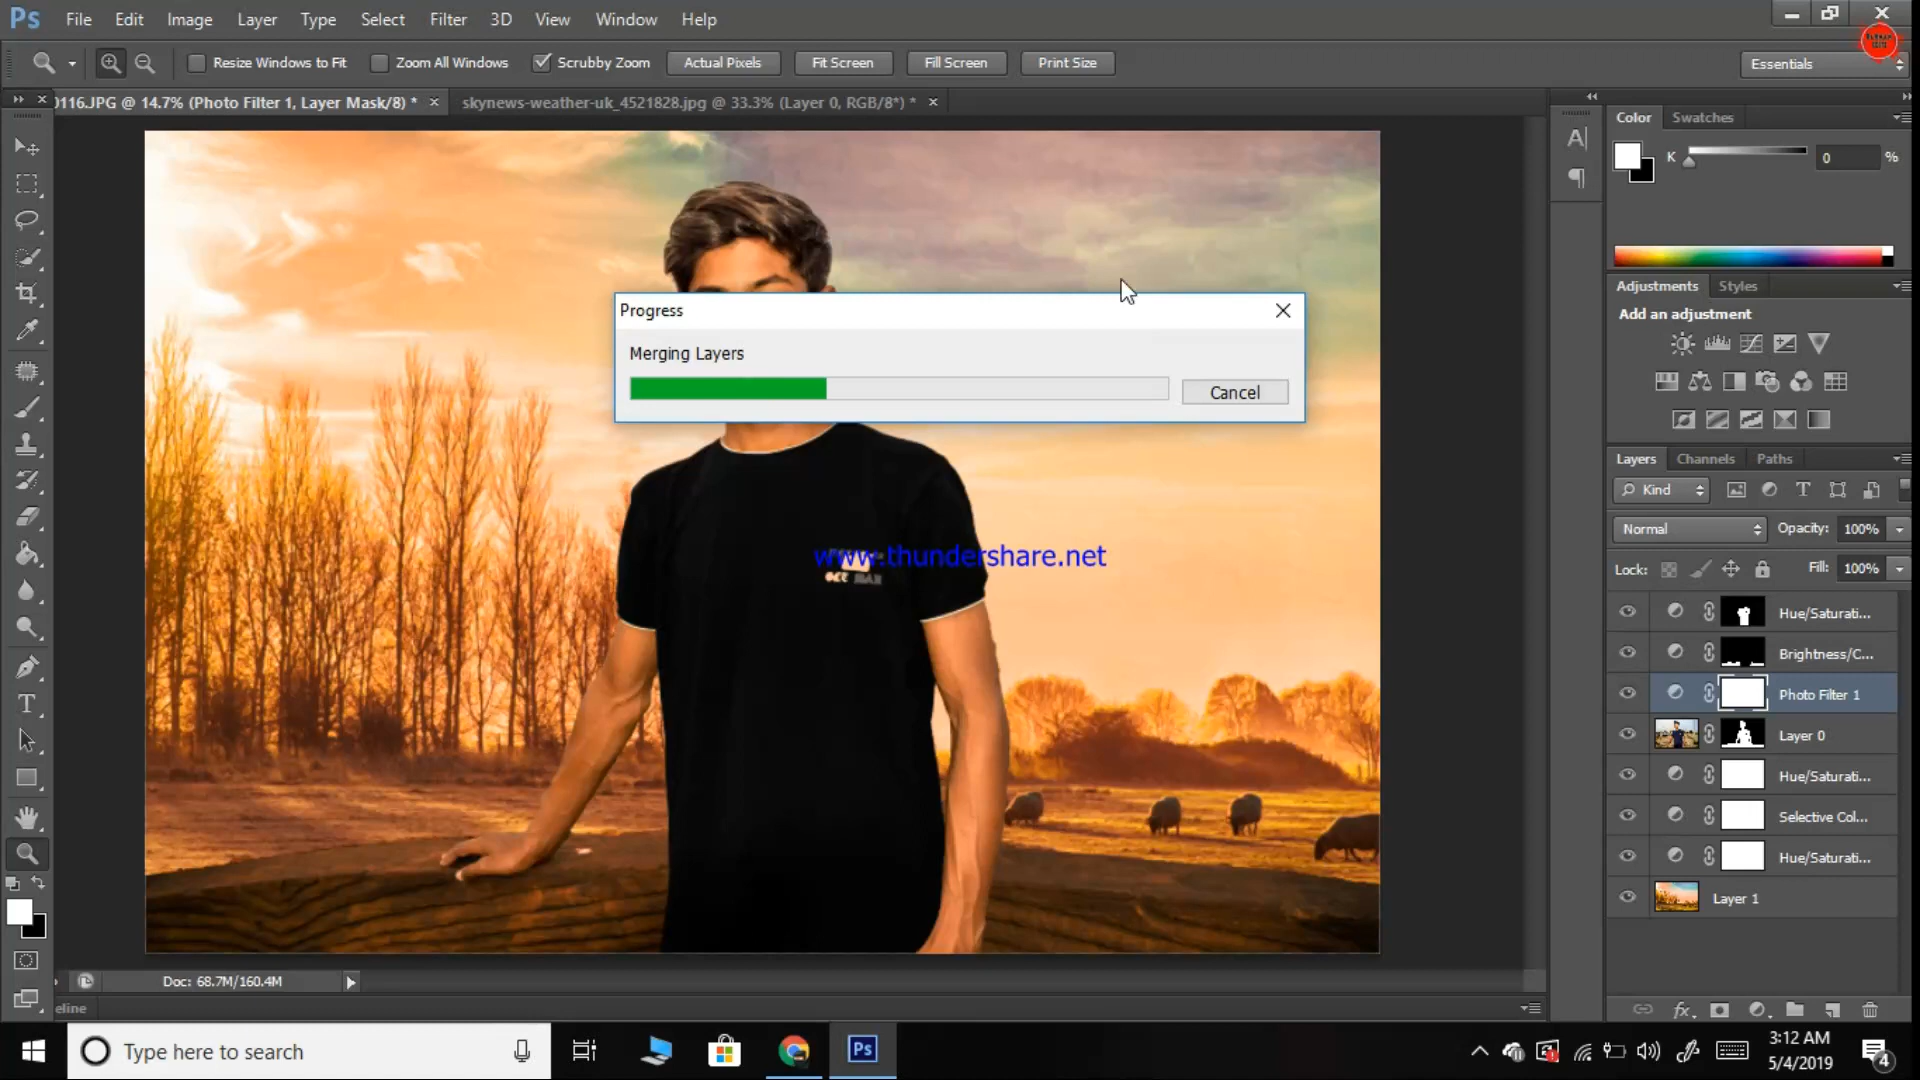 Ps File Edit Image Layer Type Select Filter 3D View Window Help
Resize Windows to Fit Zoom All Windows Scrubby Zoom Actual Pixels Fit Screen Fill Screen Print Size Essentials
0116.JPG @ 14.7% (Photo Filter 1, Layer Mask/8) * skynews-weather-uk_4521828.jpg @ 33.3% (Layer 0, RGB/8*) *
Color Swatches
K 0 %
Adjustments Styles
Add an adjustment
Progress
Merging Layers
Cancel
Layers Channels Paths
Kind
Normal Opacity: 100%
Lock: Fill: 100%
www.thundershare.net
Hue/Saturati...
Brightness/C...
Photo Filter 1
Layer 0
Hue/Saturati...
Selective Col...
Hue/Saturati...
Layer 1
Doc: 68.7M/160.4M
eline
Type here to search
Ps
3:12 AM
5/4/2019
4